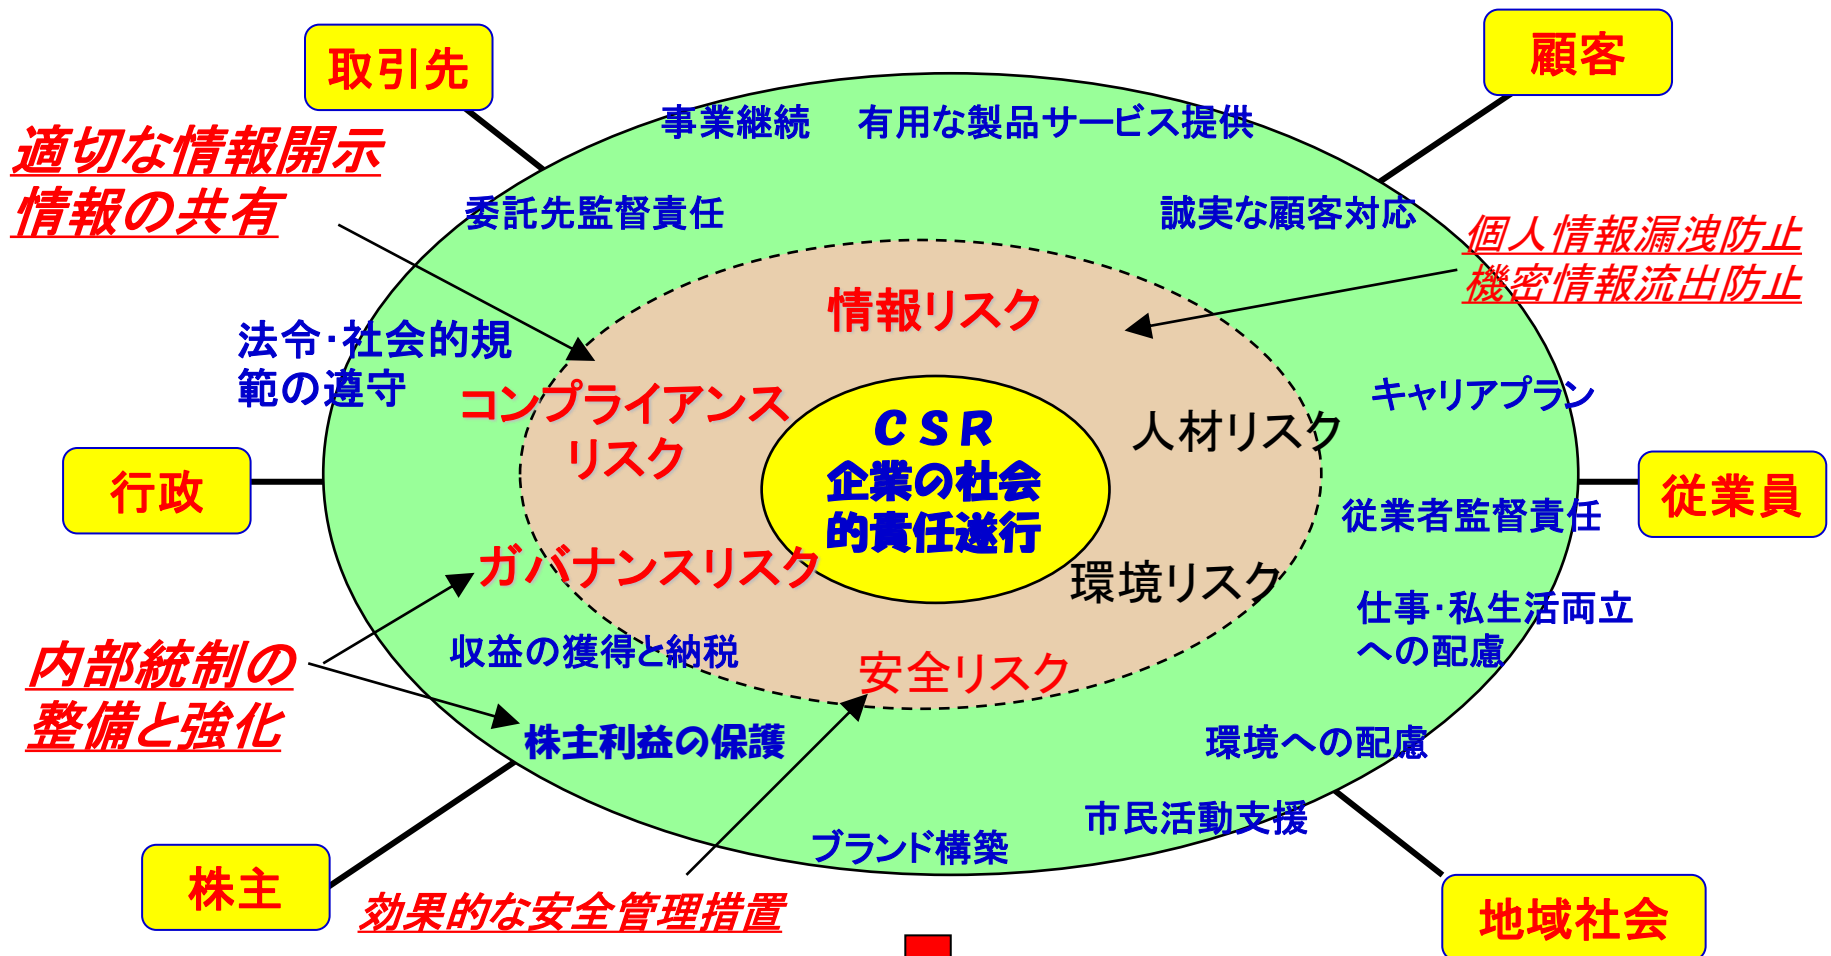 取引先
顧客
適切な情報開示
情報の共有
事業継続
有用な製品サービス提供
委託先監督責任
誠実な顧客対応
個人情報漏洩防止
機密情報流出防止
情報リスク
法令・社会的規
範の遵守
コンプライアンス
リスク
CSR
企業の社会
的責任遂行
人材リスク
キャリアプラン
行政
従業員
従業者監督責任
ガバナンスリスク
環境リスク
仕事・私生活両立
への配慮
内部統制の
整備と強化
収益の獲得と納税
安全リスク
株主利益の保護
環境への配慮
市民活動支援
ブランド構築
株主
効果的な安全管理措置
地域社会